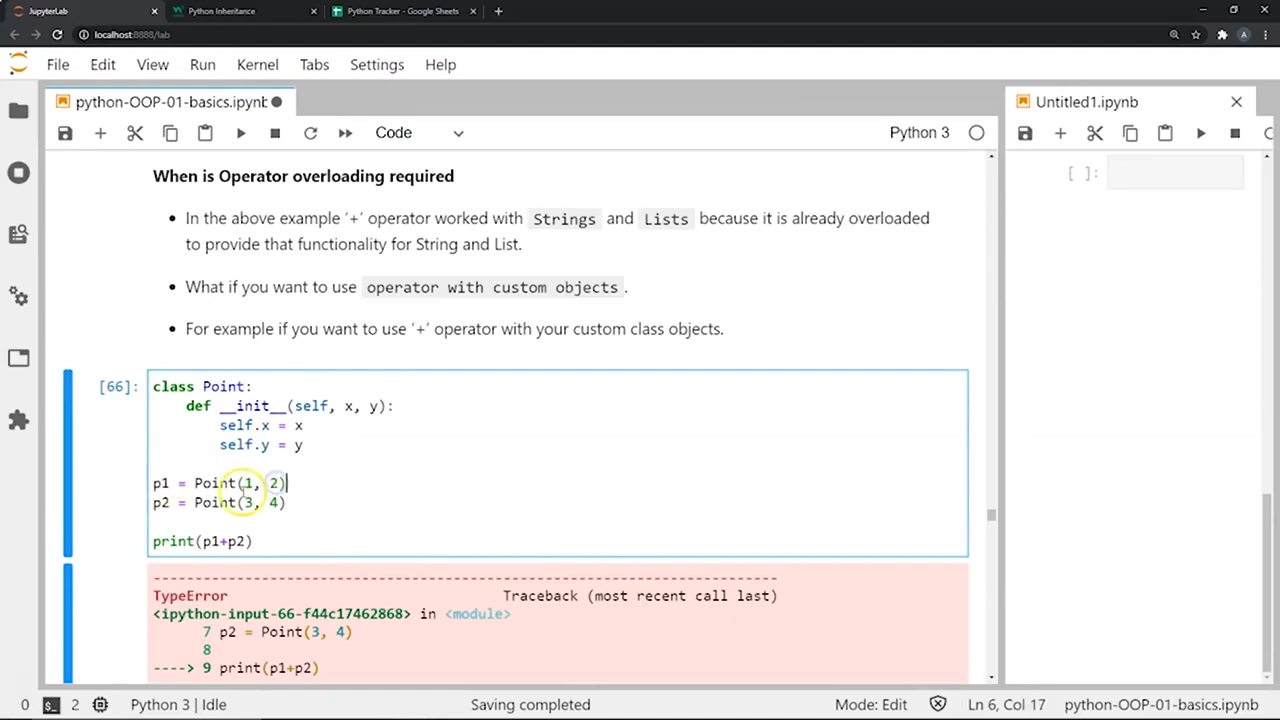 JupyterLab
Python Inheritance
Python Tracker - Google Sheets
localhost:8888/lab
A
File Edit View Run Kernel Tabs Settings Help
python-OOP-01-basics.ipynb
Untitled1.ipynb
Code
Python 3
[ ]:
When is Operator overloading required
• In the above example ‘+’ operator worked with Strings and Lists because it is already overloaded
to provide that functionality for String and List.
• What if you want to use operator with custom objects.
• For example if you want to use ‘+’ operator with your custom class objects.
[66]: class Point:
def __init__(self, x, y):
self.x = x
self.y = y
p1 = Point(1, 2)
p2 = Point(3, 4)
print(p1+p2)
---------------------------------------------------------------------------
TypeError Traceback (most recent call last)
<ipython-input-66-f44c17462868> in <module>
7 p2 = Point(3, 4)
8
----> 9 print(p1+p2)
0 $_ 2 Python 3 | Idle Saving completed Mode: Edit Ln 6, Col 17 python-OOP-01-basics.ipynb